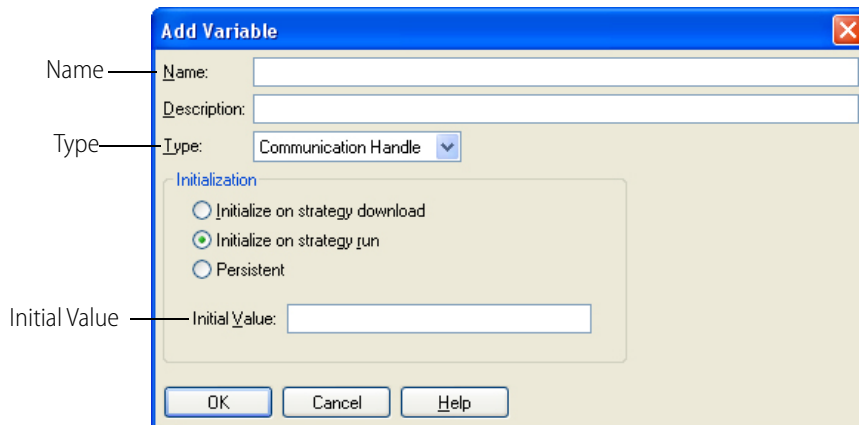 Add Variable
Name
Name:
Description:
Type
Type:
Communication Handle
Initialization
Initialize on strategy download
Initialize on strategy run
Persistent
Initial Value
Initial Value:
OK
Cancel
Help